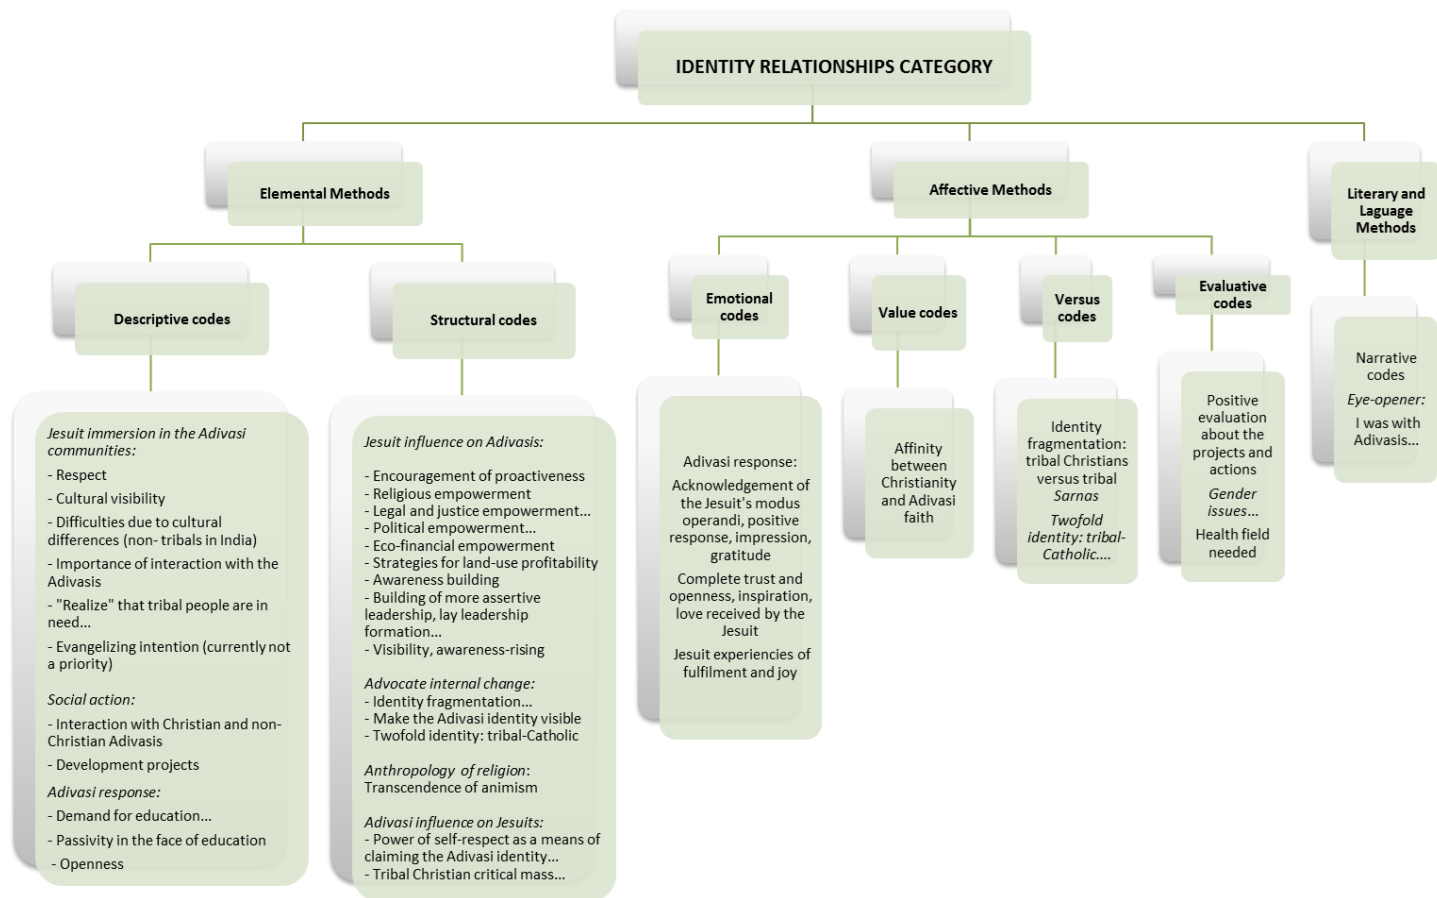 IDENTITY RELATIONSHIPS CATEGORY
Elemental Methods
Affective Methods
Literary and
Laguage
Methods
Descriptive codes
Structural codes
Emotional
codes
Value codes
Versus
codes
Evaluative
codes
Jesuit immersion in the Adivasi
communities:
- Respect
- Cultural visibility
- Difficulties due to cultural
differences (non- tribals in India)
- Importance of interaction with the
Adivasis
- "Realize" that tribal people are in
need...
- Evangelizing intention (currently not
a priority)
Social action:
- Interaction with Christian and non-
Christian Adivasis
- Development projects
Adivasi response:
- Demand for education...
- Passivity in the face of education
- Openness
Jesuit influence on Adivasis:
- Encouragement of proactiveness
- Religious empowerment
- Legal and justice empowerment...
- Political empowerment...
- Eco-financial empowerment
- Strategies for land-use profitability
- Awareness building
- Building of more assertive
leadership, lay leadership
formation...
- Visibility, awareness-rising
Advocate internal change:
- Identity fragmentation...
- Make the Adivasi identity visible
- Twofold identity: tribal-Catholic
Anthropology of religion:
Transcendence of animism
Adivasi influence on Jesuits:
- Power of self-respect as a means of
claiming the Adivasi identity...
- Tribal Christian critical mass...
Adivasi response:
Acknowledgement of
the Jesuit's modus
operandi, positive
response, impression,
gratitude
Complete trust and
openness, inspiration,
love received by the
Jesuit
Jesuit experiencies of
fulfilment and joy
Affinity
between
Christianity
and Adivasi
faith
Identity
fragmentation:
tribal Christians
versus tribal
Sarnas
Twofold
identity: tribal-
Catholic....
Positive
evaluation
about the
projects and
actions
Gender
issues...
Health field
needed
Narrative
codes
Eye-opener:
I was with
Adivasis...